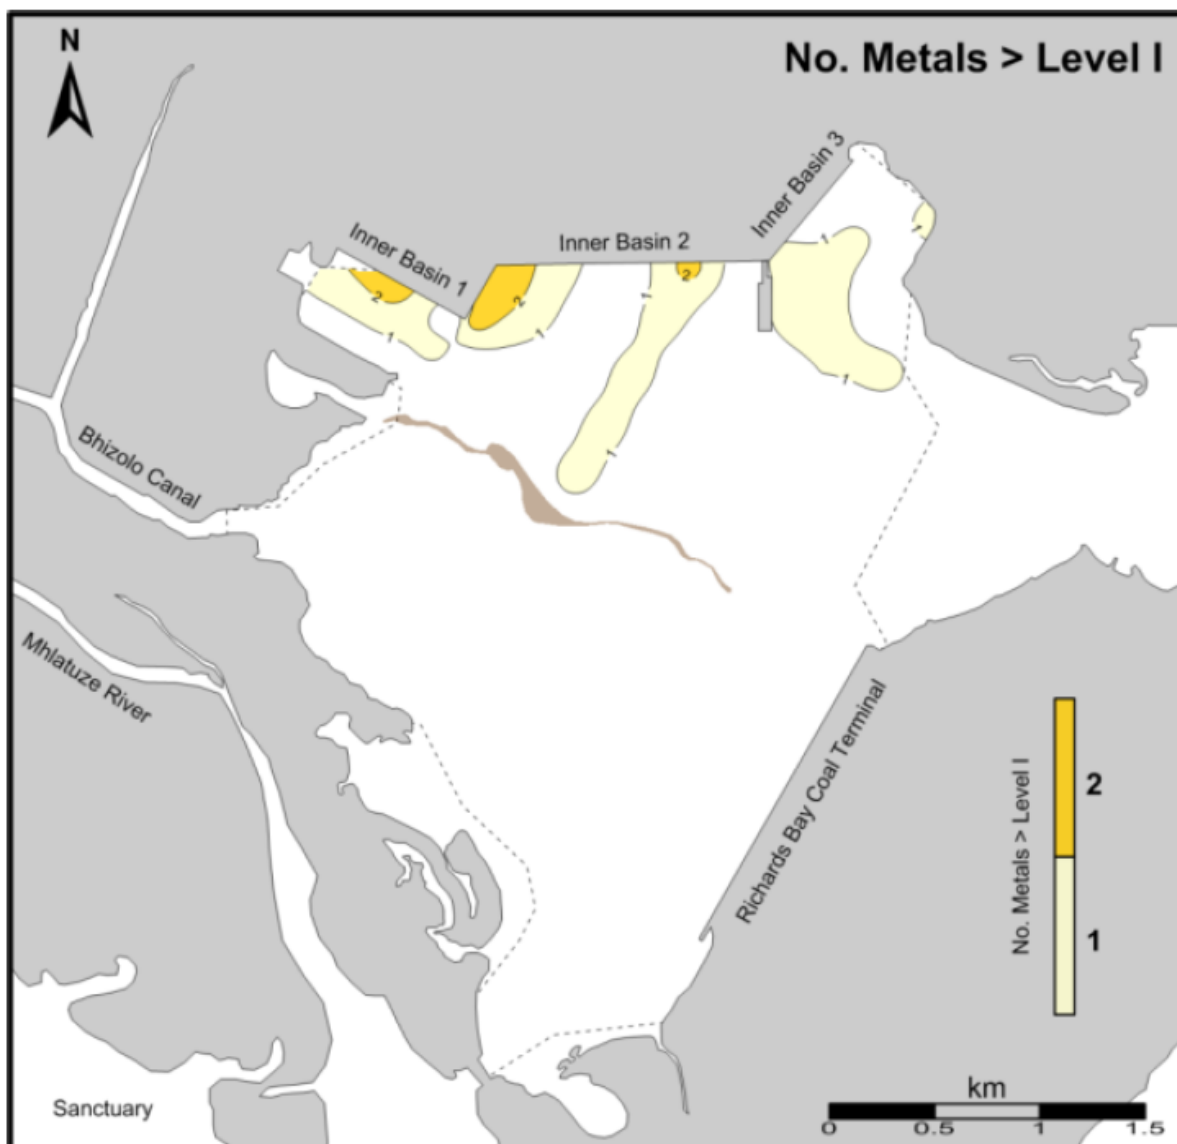 N
No. Metals > Level I
Inner Basin 3
Inner Basin 2
Inner Basin 1
1
1
2
2
2
1
1
1
1
1
1
Bhizolo Canal
Mhlatuze River
Richards Bay Coal Terminal
No. Metals > Level I
2
1
Sanctuary
km
0 0.5 1 1.5